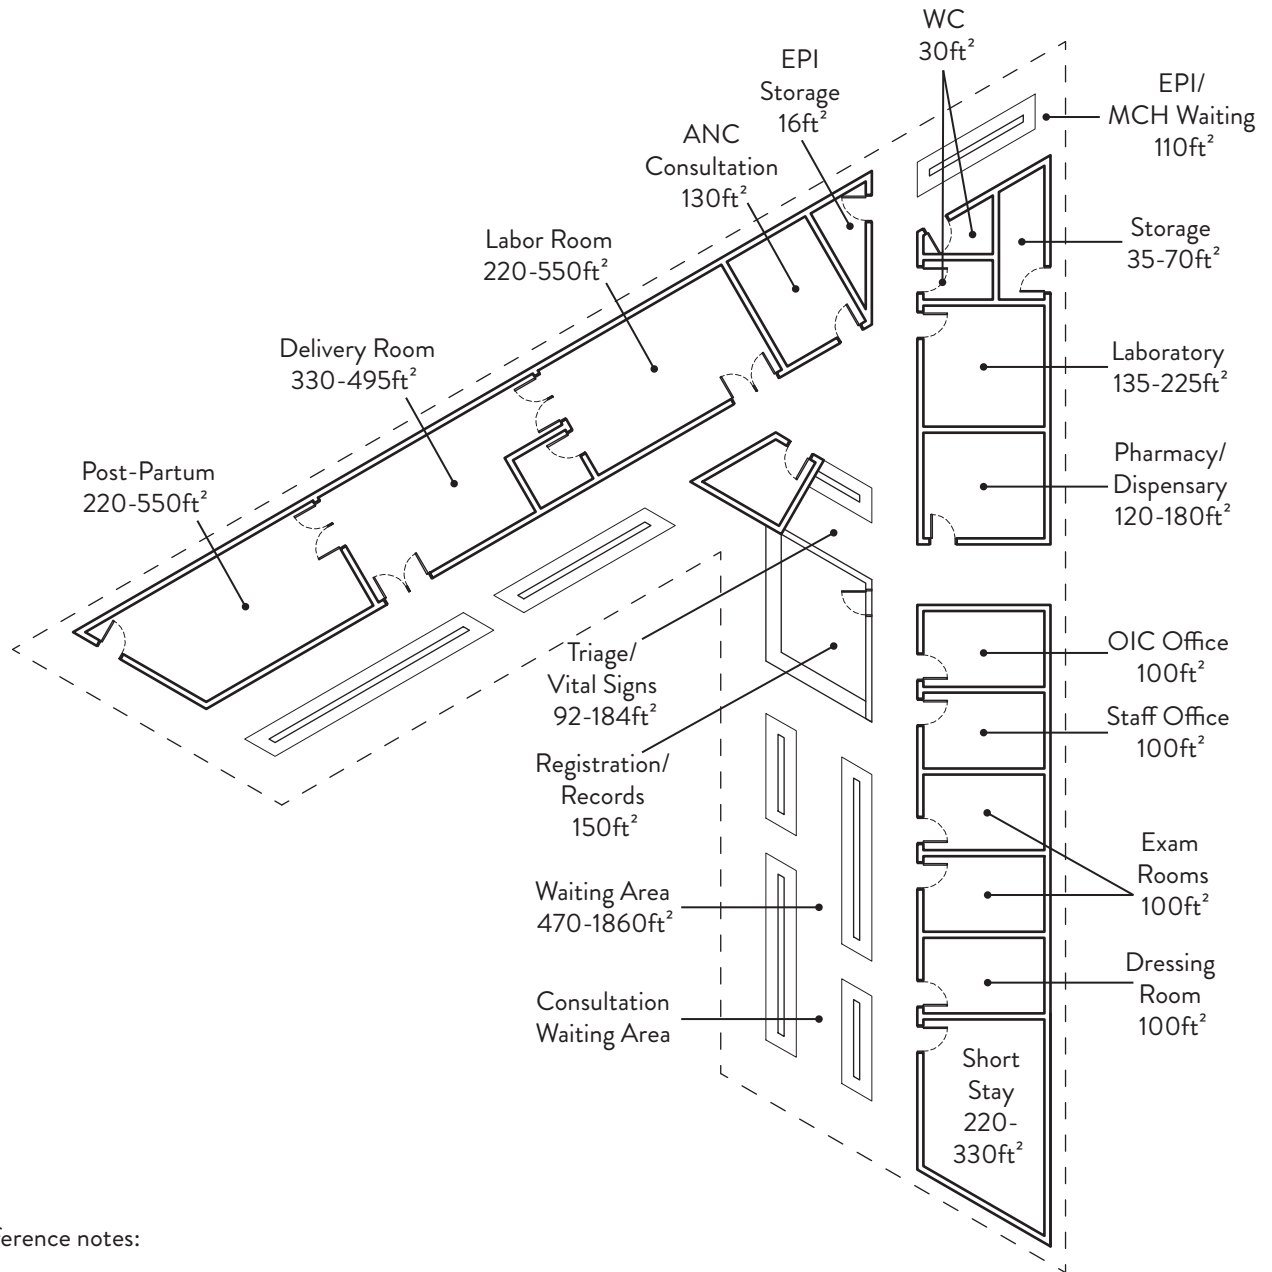 WC
30ft²
EPI
Storage
16ft²
EPI/
MCH Waiting
110ft²
ANC
Consultation
130ft²
Labor Room
220-550ft²
Storage
35-70ft²
Delivery Room
330-495ft²
Laboratory
135-225ft²
Post-Partum
220-550ft²
Pharmacy/
Dispensary
120-180ft²
Triage/
Vital Signs
92-184ft²
OIC Office
100ft²
Staff Office
100ft²
Registration/
Records
150ft²
Exam
Rooms
100ft²
Waiting Area
470-1860ft²
Dressing
Room
100ft²
Consultation
Waiting Area
Short
Stay
220-
330ft²
erence notes: